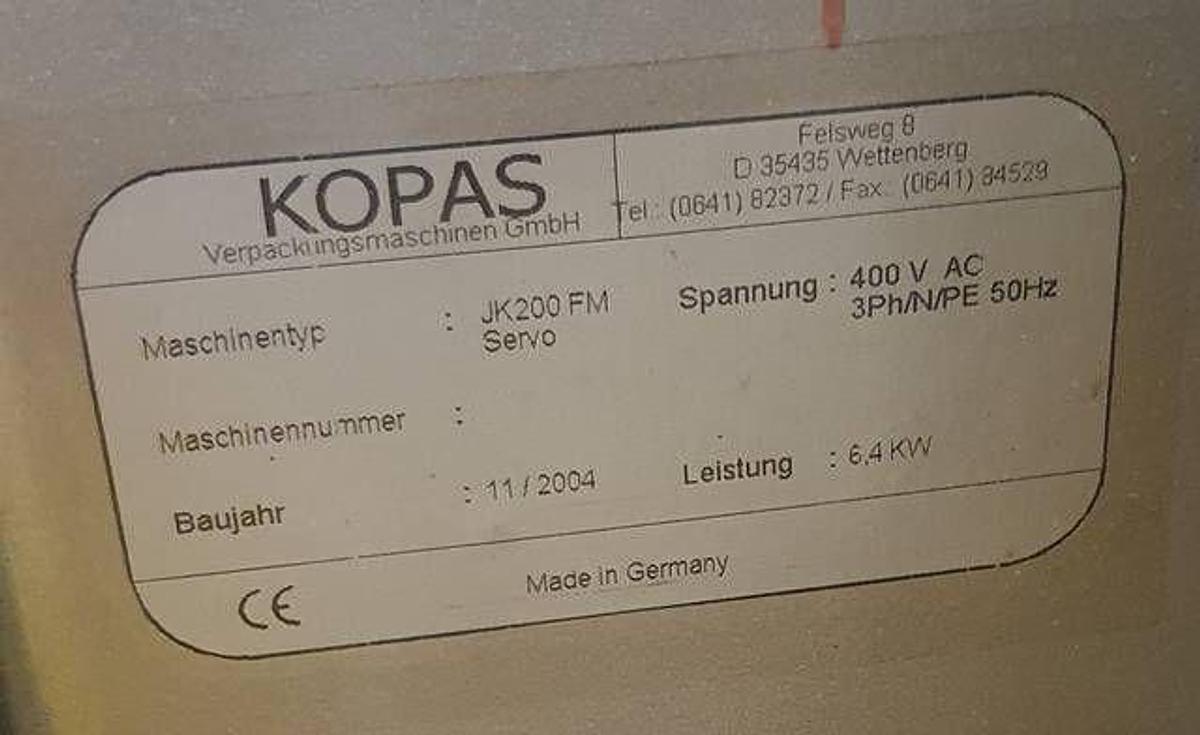 KOPAS
Verpackungsmaschinen GmbH
Felsweg 8
D 35435 Wettenberg
Tel.: (0641) 82372 / Fax.: (0641) 84529
Maschinentyp : JK200 FM
Servo
Spannung : 400 V AC
3Ph/N/PE 50Hz
Maschinennummer :
Baujahr : 11 / 2004
Leistung : 6,4 KW
CE
Made in Germany